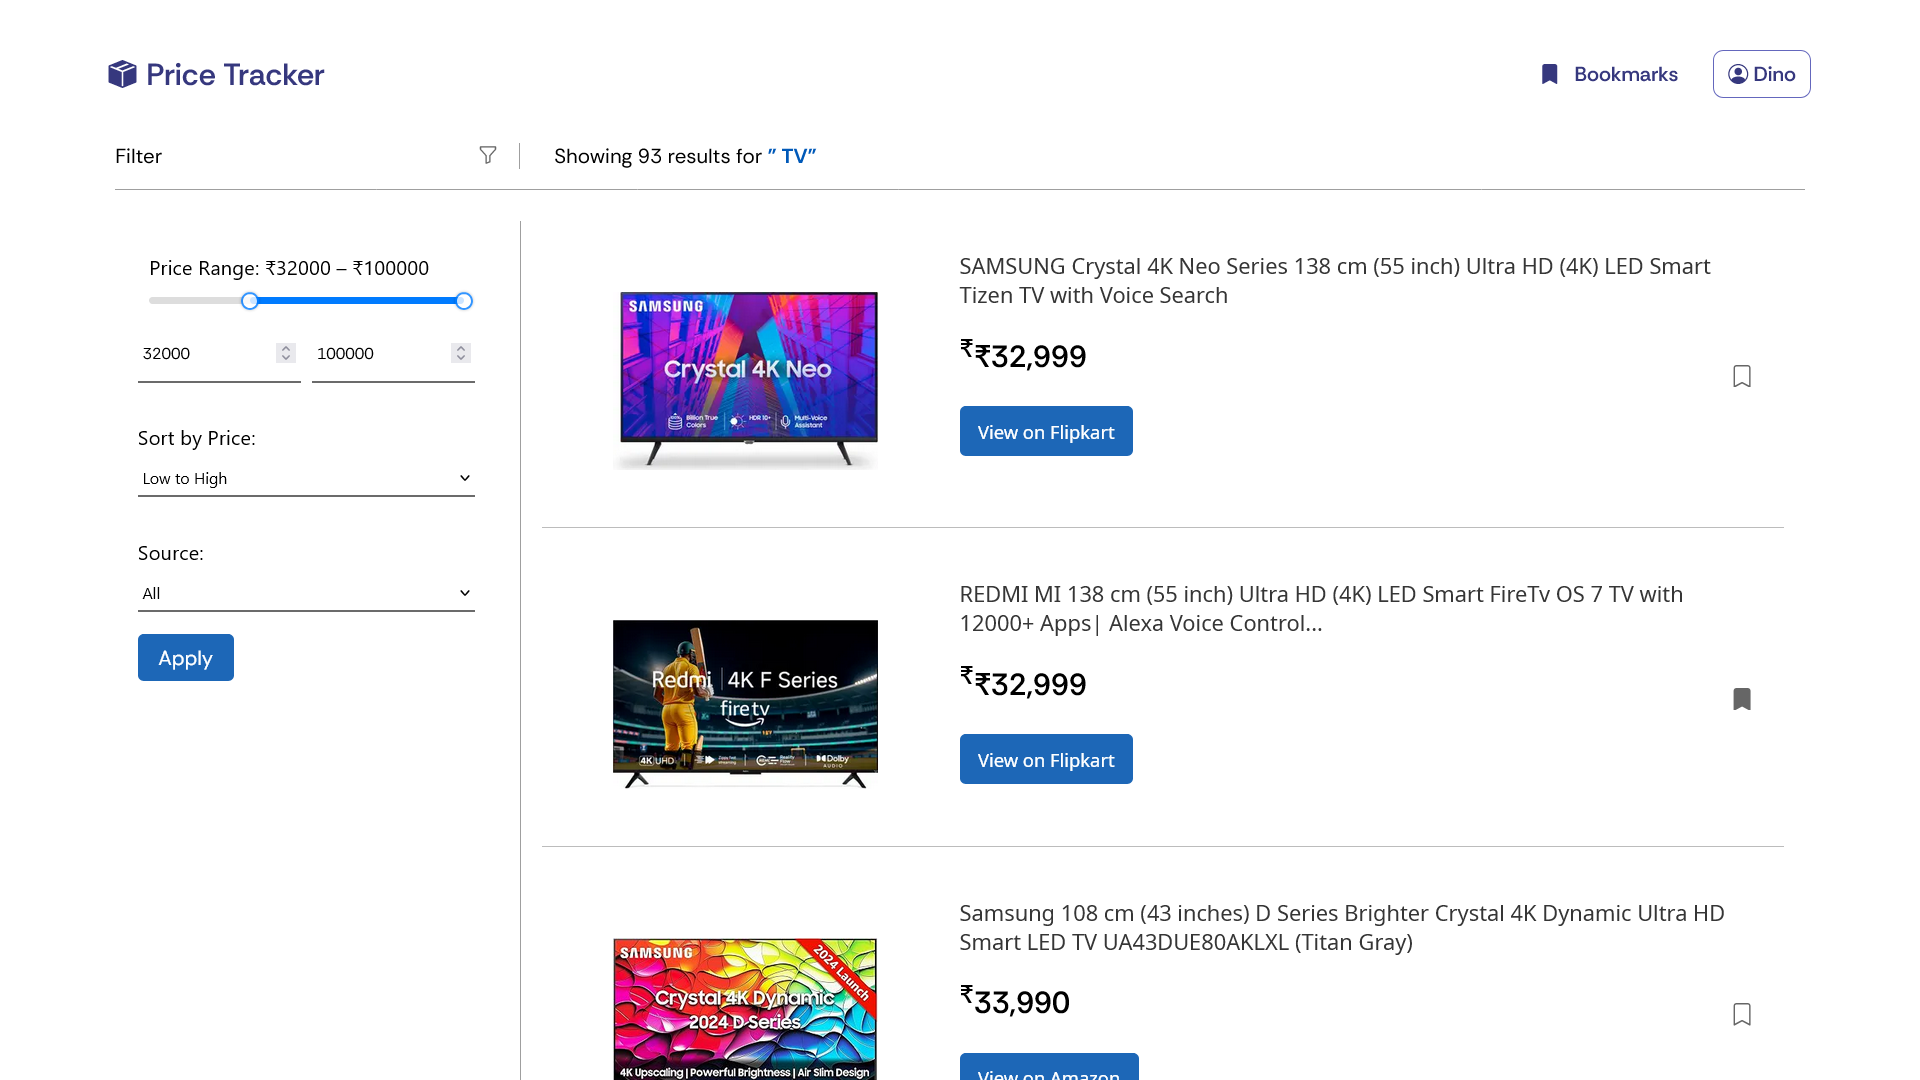 Price Tracker
Bookmarks
Dino
Filter
Showing 93 results for " TV"
Price Range: ₹32000 – ₹100000
32000
100000
Sort by Price:
Low to High
Source:
All
Apply
SAMSUNG
Crystal 4K Neo
Billion True Colors
HDR 10+
Multi-Voice Assistant
SAMSUNG Crystal 4K Neo Series 138 cm (55 inch) Ultra HD (4K) LED Smart
Tizen TV with Voice Search
₹₹32,999
View on Flipkart
Redmi | 4K F Series
fire tv
4K UHD
Dolby AUDIO
REDMI MI 138 cm (55 inch) Ultra HD (4K) LED Smart FireTv OS 7 TV with
12000+ Apps| Alexa Voice Control...
₹₹32,999
View on Flipkart
SAMSUNG
2024 Launch
Crystal 4K Dynamic
2024 D Series
4K Upscaling | Powerful Brightness | Air Slim Design
Samsung 108 cm (43 inches) D Series Brighter Crystal 4K Dynamic Ultra HD
Smart LED TV UA43DUE80AKLXL (Titan Gray)
₹33,990
View on Amazon